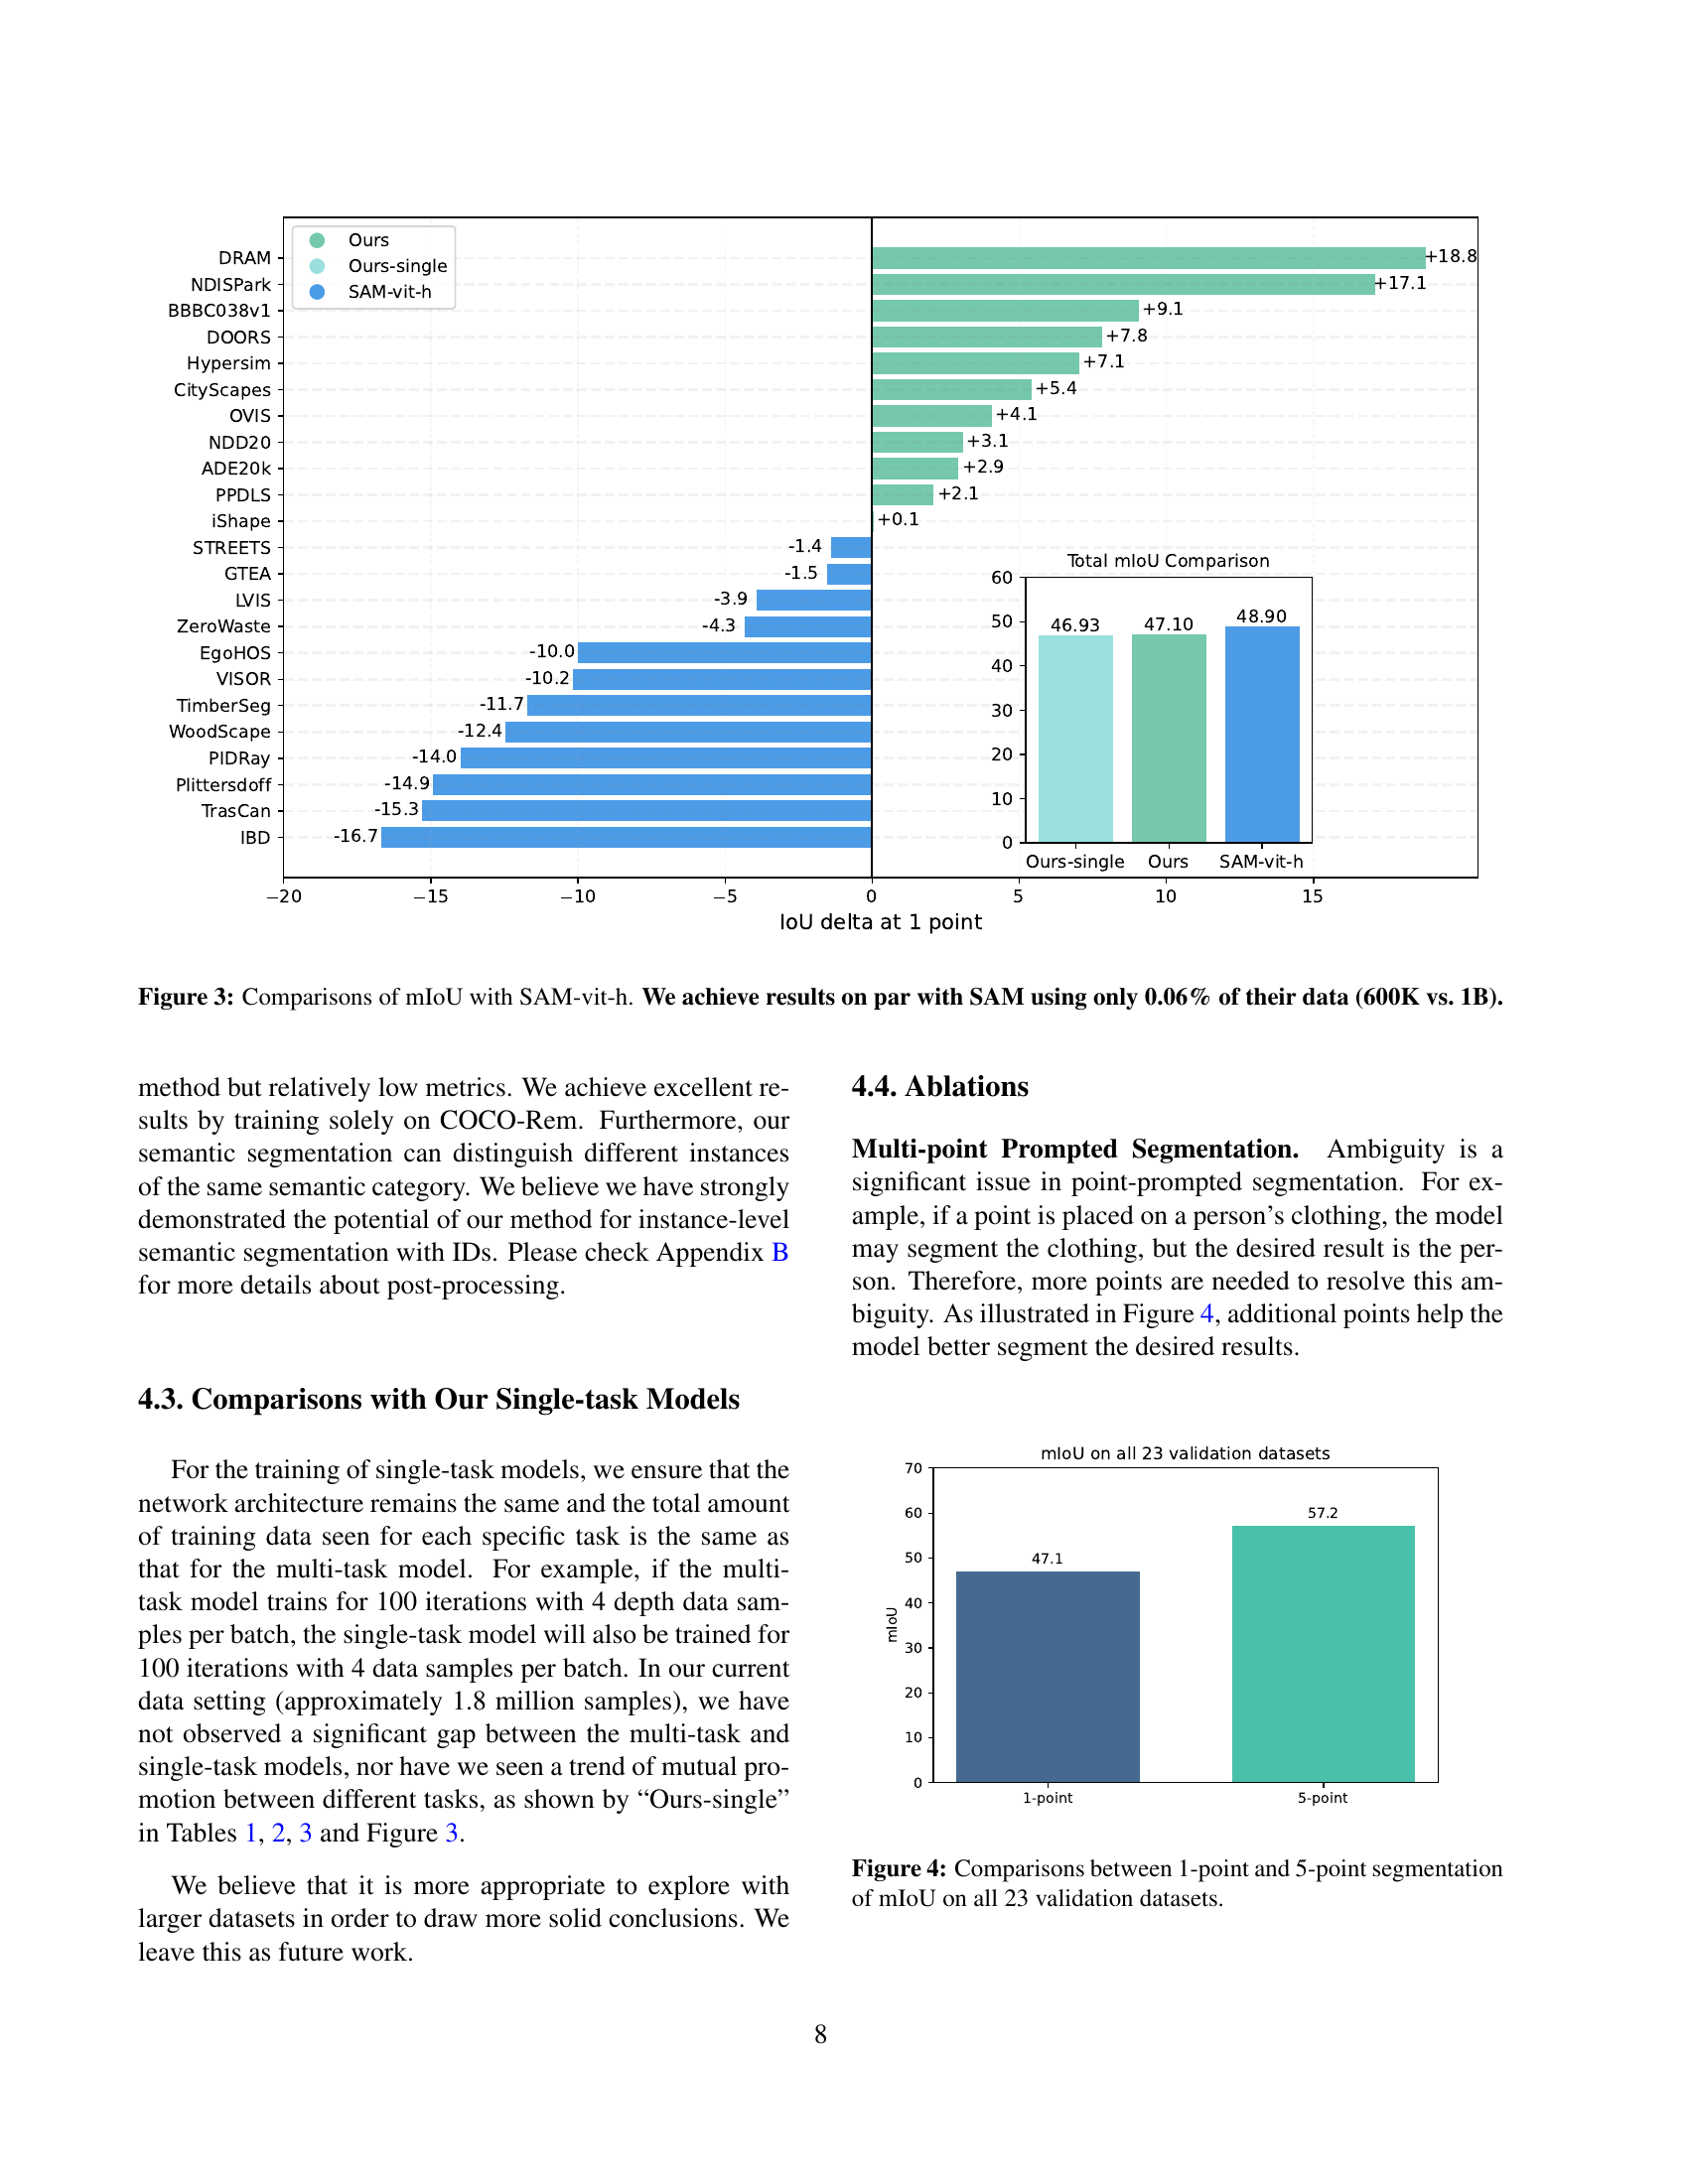 Ours
Ours-single
SAM-vit-h
DRAM
+18.8
NDISPark
+17.1
BBBC038v1
+9.1
DOORS
+7.8
Hypersim
+7.1
CityScapes
+5.4
OVIS
+4.1
NDD20
+3.1
ADE20k
+2.9
PPDLS
+2.1
iShape
+0.1
STREETS
-1.4
GTEA
-1.5
LVIS
-3.9
ZeroWaste
-4.3
EgoHOS
-10.0
VISOR
-10.2
TimberSeg
-11.7
WoodScape
-12.4
PIDRay
-14.0
Plittersdoff
-14.9
TrasCan
-15.3
IBD
-16.7
Total mIoU Comparison
60
50
40
30
20
10
0
46.93
47.10
48.90
Ours-single Ours SAM-vit-h
−20 −15 −10 −5 0 5 10 15
IoU delta at 1 point
Figure 3: Comparisons of mIoU with SAM-vit-h. We achieve results on par with SAM using only 0.06% of their data (600K vs. 1B).
method but relatively low metrics. We achieve excellent re-
sults by training solely on COCO-Rem. Furthermore, our
semantic segmentation can distinguish different instances
of the same semantic category. We believe we have strongly
demonstrated the potential of our method for instance-level
semantic segmentation with IDs. Please check Appendix B
for more details about post-processing.
4.3. Comparisons with Our Single-task Models
For the training of single-task models, we ensure that the
network architecture remains the same and the total amount
of training data seen for each specific task is the same as
that for the multi-task model. For example, if the multi-
task model trains for 100 iterations with 4 depth data sam-
ples per batch, the single-task model will also be trained for
100 iterations with 4 data samples per batch. In our current
data setting (approximately 1.8 million samples), we have
not observed a significant gap between the multi-task and
single-task models, nor have we seen a trend of mutual pro-
motion between different tasks, as shown by “Ours-single”
in Tables 1, 2, 3 and Figure 3.
We believe that it is more appropriate to explore with
larger datasets in order to draw more solid conclusions. We
leave this as future work.
4.4. Ablations
Multi-point Prompted Segmentation. Ambiguity is a
significant issue in point-prompted segmentation. For ex-
ample, if a point is placed on a person’s clothing, the model
may segment the clothing, but the desired result is the per-
son. Therefore, more points are needed to resolve this am-
biguity. As illustrated in Figure 4, additional points help the
model better segment the desired results.
mIoU on all 23 validation datasets
70
60
50
40
30
20
10
0
mIoU
47.1
57.2
1-point 5-point
Figure 4: Comparisons between 1-point and 5-point segmentation
of mIoU on all 23 validation datasets.
8